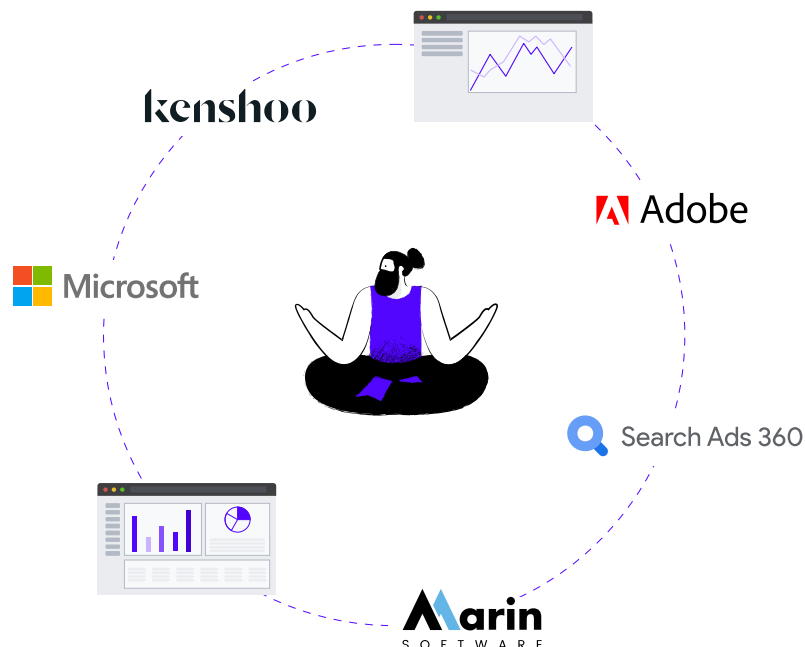 kenshoo
Adobe
Microsoft
Search Ads 360
Marin
SOFTWARE